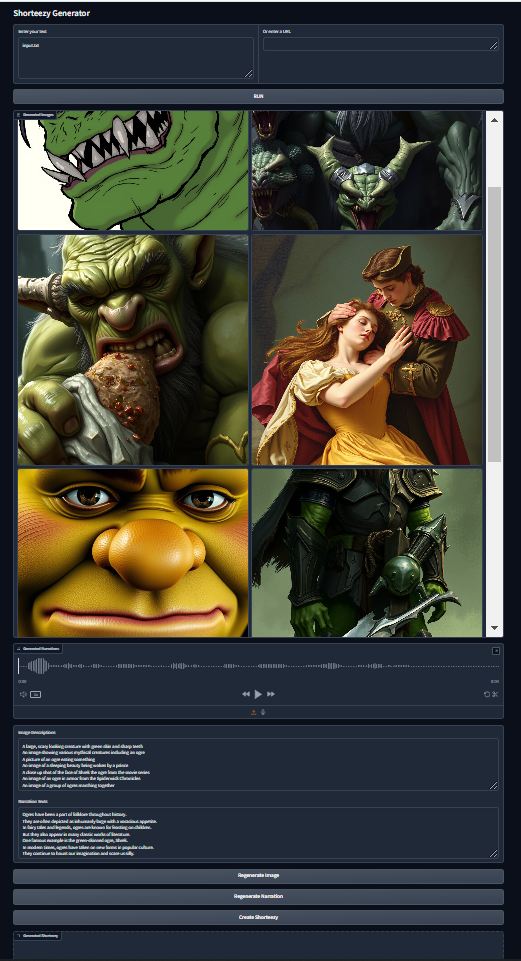 Shorteezy Generator
Enter your text
Or enter a URL
input.txt
RUN
Generated Images
Generated Narrations
0:00
1x
Image Descriptions
A large, scary looking creature with green skin and sharp teeth
An image showing various mythical creatures including an ogre
A picture of an ogre eating something
An image of a sleeping beauty being woken by a prince
A close up shot of the face of Shrek the ogre from the movie series
An image of an ogre in armor from the Spiderwick Chronicles
An image of a group of ogres marching together
Narration Texts
Ogres have been a part of folklore throughout history.
They are often depicted as inhumanly large with a voracious appetite.
In fairy tales and legends, ogres are known for feasting on children.
But they also appear in many classic works of literature.
One famous example is the green-skinned ogre, Shrek.
In modern times, ogres have taken on new forms in popular culture.
They continue to haunt our imagination and scare us silly.
Regenerate Image
Regenerate Narration
Create Shorteezy
Generated Shorteezy